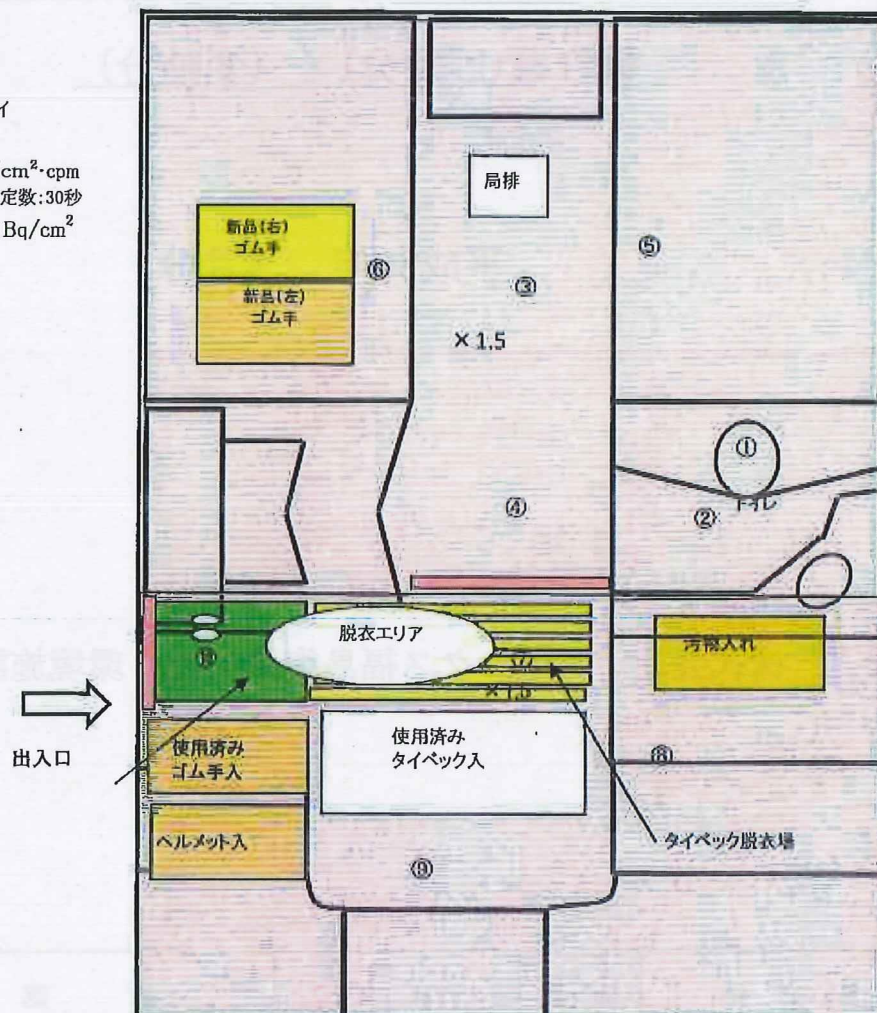 イ
cm²・cpm
定数:30秒
Bq/cm²
局排
新品(右)
ゴム手
⑥
新品(左)
ゴム手
③
⑤
×1.5
①
④
②
トイレ
脱衣エリア
汚物入れ
×1.5
出入口
使用済み
ゴム手入
使用済み
タイベック入
⑧
ヘルメット入
タイベック脱衣場
⑨